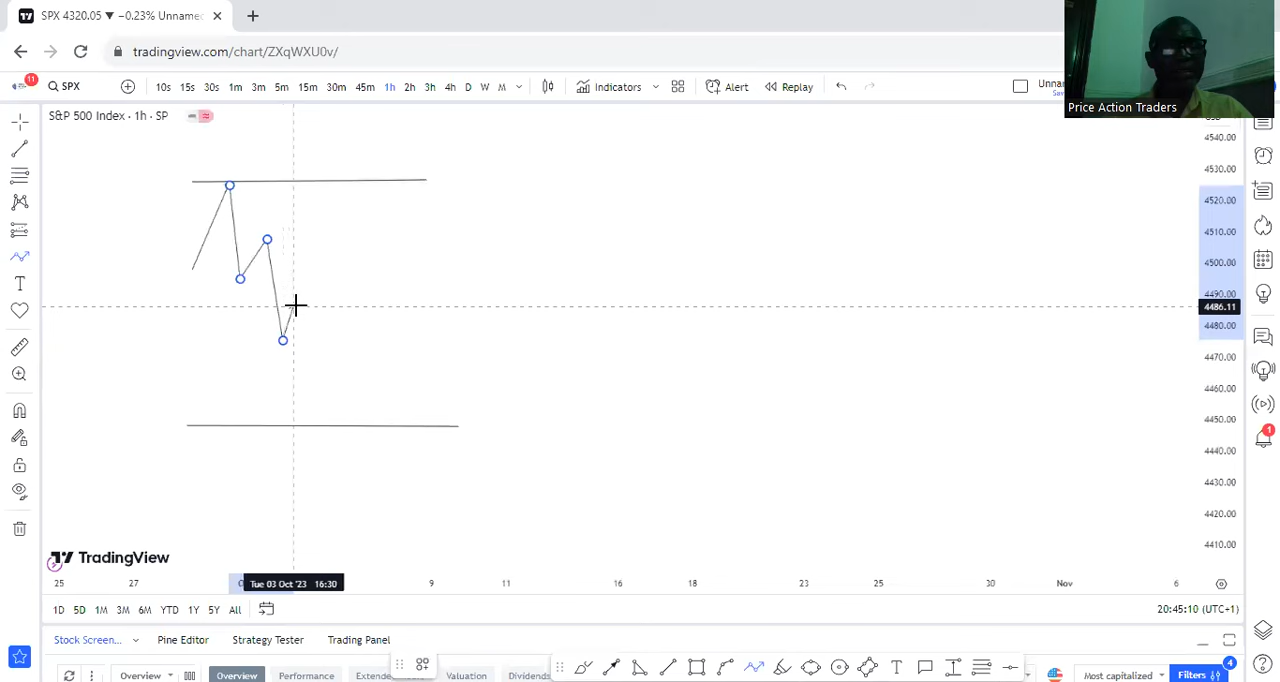 SPX 4320.05 ▼ −0.23% Unname
tradingview.com/chart/ZXqWXU0v/
11
SPX
10s 15s 30s 1m 3m 5m 15m 30m 45m 1h 2h 3h 4h D W M
Indicators
Alert
Replay
Price Action Traders
S&P 500 Index · 1h · SP
4540.00
4530.00
4520.00
4510.00
4500.00
4490.00
4486.11
4480.00
4470.00
4460.00
4450.00
4440.00
4430.00
4420.00
4410.00
1
TradingView
25 27 Tue 03 Oct '23 16:30 9 11 16 18 23 25 30 Nov 6
1D 5D 1M 3M 6M YTD 1Y 5Y All
20:45:10 (UTC+1)
Stock Screen... Pine Editor Strategy Tester Trading Panel
4
Overview Overview Performance Extende Valuation Dividends
Most capitalized
Filters